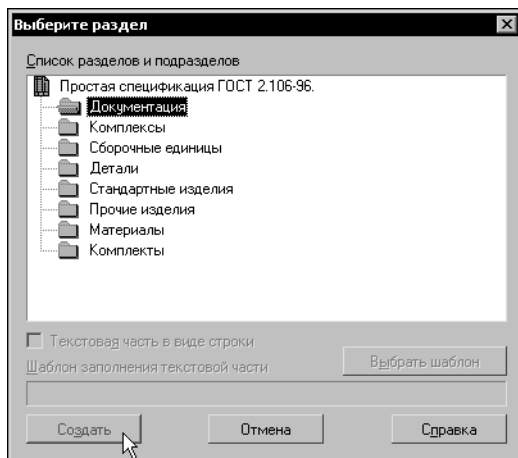 Выберите раздел
Список разделов и подразделов
Простая спецификация ГОСТ 2.106-96.
Документация
Комплексы
Сборочные единицы
Детали
Стандартные изделия
Прочие изделия
Материалы
Комплекты
Текстовая часть в виде строки
Шаблон заполнения текстовой части
Выбрать шаблон
Создать
Отмена
Справка